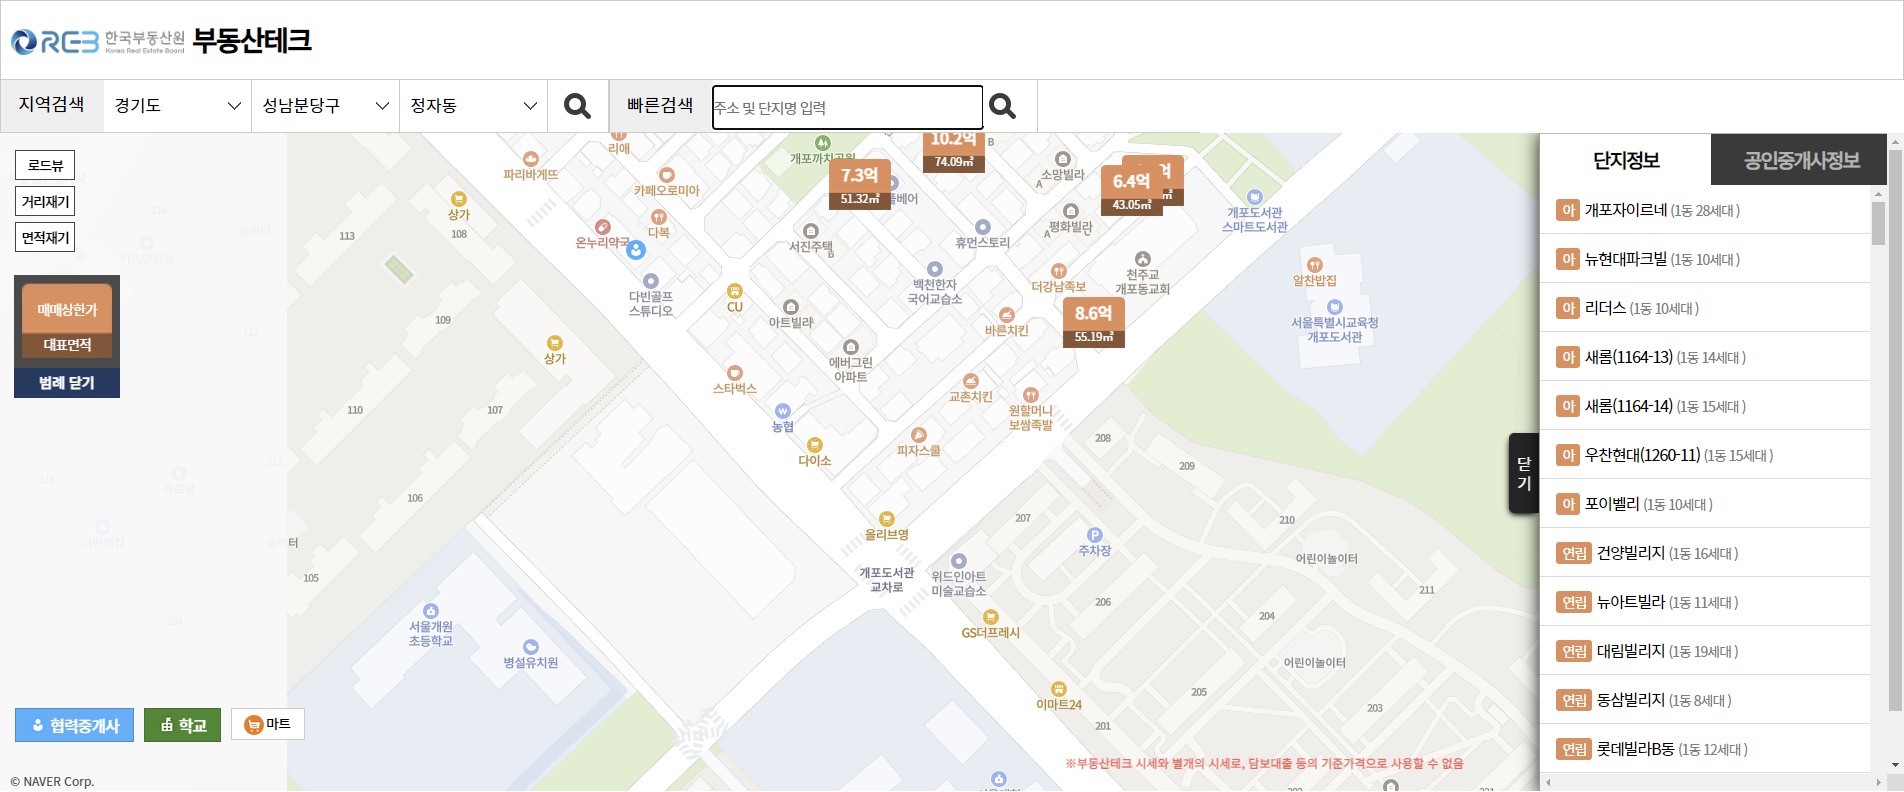 REB 한국부동산원 Korea Real Estate Board 부동산테크
지역검색 경기도 성남분당구 정자동 빠른검색 주소 및 단지명 입력
로드뷰
거리재기
면적재기
매매상한가
대표면적
범례 닫기
협력중개사 학교 마트
© NAVER Corp.
리애
파리바게뜨
카페오로미아
개포까치공원
10.2억
74.09㎡
B
7.3억
51.32㎡
소망빌라
A
6.4억
43.05㎡
억
㎡
상가
108
113
온누리약국
다복
서진주택
B
휴먼스토리
평화빌라
A
C
개포도서관
스마트도서관
다빈골프
스튜디오
CU
백천한자
국어교습소
더강남족보
천주교
개포동교회
알찬밥집
아트빌라
바른치킨
8.6억
55.19㎡
서울특별시교육청
개포도서관
109
상가
에버그린
아파트
스타벅스
교촌치킨
원할머니
보쌈족발
110
107
농협
다이소
피자스쿨
208
209
106
올리브영
207
210
주차장
105
개포도서관
교차로
위드인아트
미술교습소
어린이놀이터
211
서울개원
초등학교
GS더프레시
206
204
병설유치원
어린이놀이터
이마트24
205
203
201
※부동산테크 시세와 별개의 시세로, 담보대출 등의 기준가격으로 사용할 수 없음
닫기
단지정보 공인중개사정보
아 개포자이르네 (1동 28세대 )
아 뉴현대파크빌 (1동 10세대 )
아 리더스 (1동 10세대 )
아 새롬(1164-13) (1동 14세대 )
아 새롬(1164-14) (1동 15세대 )
아 우찬현대(1260-11) (1동 15세대 )
아 포이벨리 (1동 10세대 )
연립 건양빌리지 (1동 16세대 )
연립 뉴아트빌라 (1동 11세대 )
연립 대림빌리지 (1동 19세대 )
연립 동삼빌리지 (1동 8세대 )
연립 롯데빌라B동 (1동 12세대 )